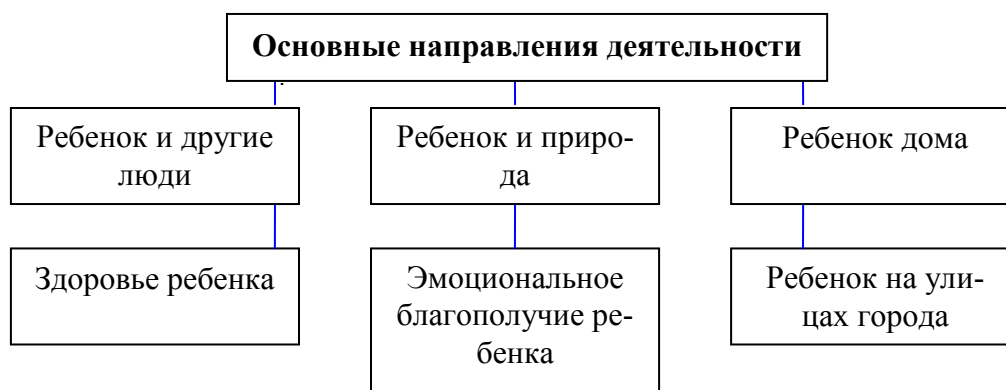 Основные направления деятельности
Ребенок и другие
люди
Ребенок и приро-
да
Ребенок дома
Здоровье ребенка
Эмоциональное
благополучие ре-
бенка
Ребенок на ули-
цах города